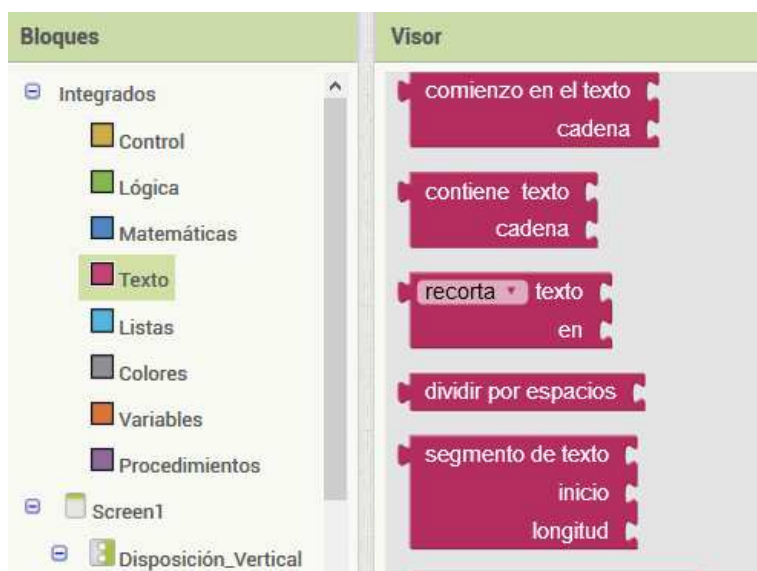 Bloques
Integrados
Control
Lógica
Matemáticas
Texto
Listas
Colores
Variables
Procedimientos
Screen1
Disposición_Vertical
Visor
comienzo en el texto
cadena
contiene texto
cadena
recorta texto
en
dividir por espacios
segmento de texto
inicio
longitud